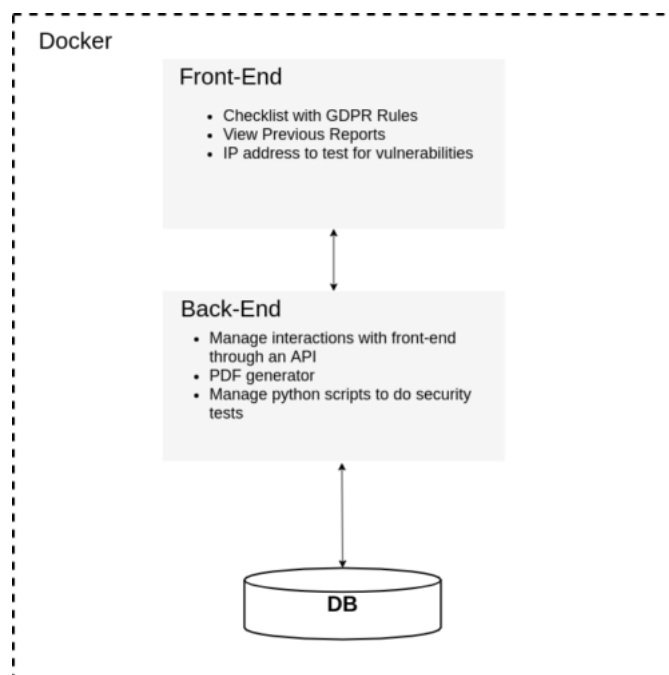 Docker
Front-End
• Checklist with GDPR Rules
• View Previous Reports
• IP address to test for vulnerabilities
Back-End
• Manage interactions with front-end
through an API
• PDF generator
• Manage python scripts to do security
tests
DB